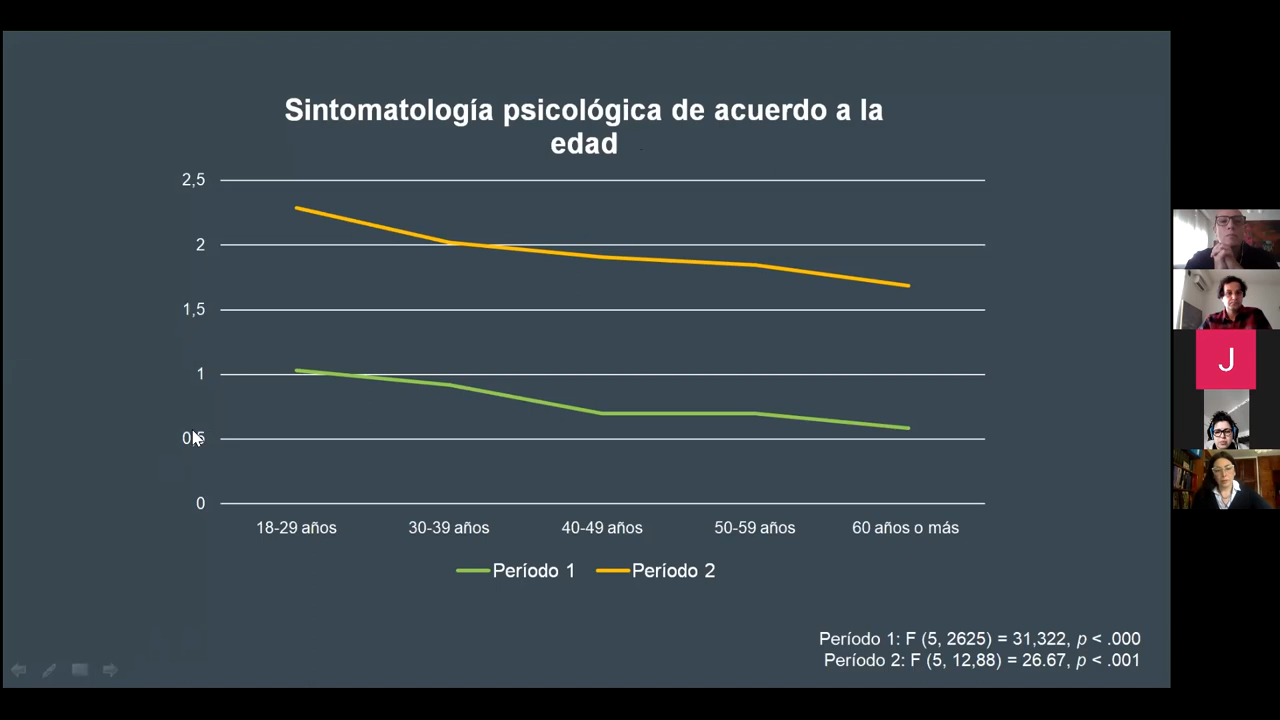 Sintomatología psicológica de acuerdo a la
edad
2,5
2
1,5
1
0,5
0
18-29 años
30-39 años
40-49 años
50-59 años
60 años o más
Período 1
Período 2
Período 1: F (5, 2625) = 31,322, p < .000
Período 2: F (5, 12,88) = 26.67, p < .001
J